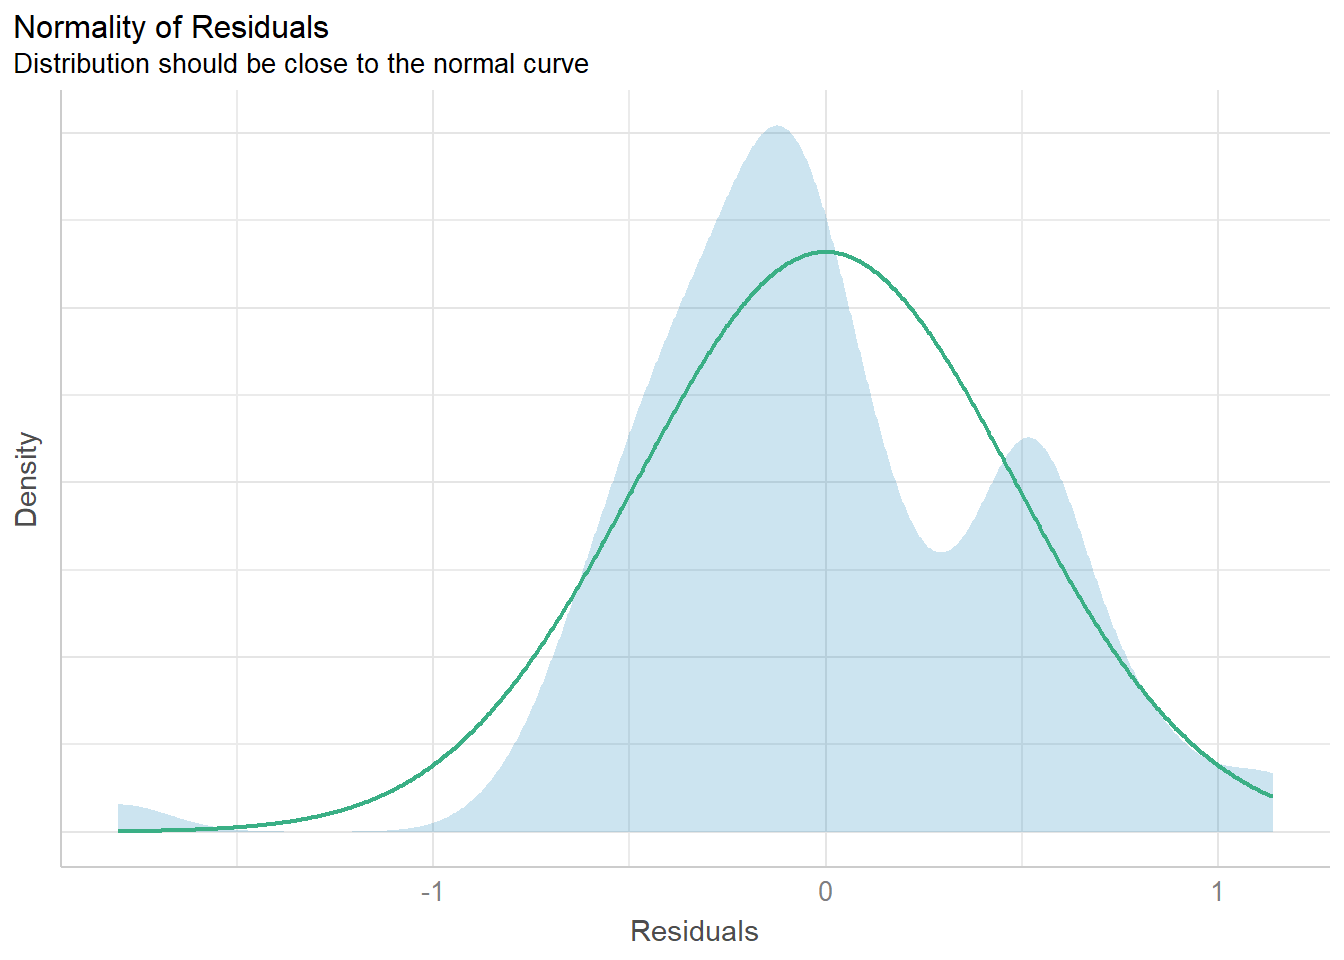 Normality of Residuals
Distribution should be close to the normal curve
Density
-1
0
1
Residuals